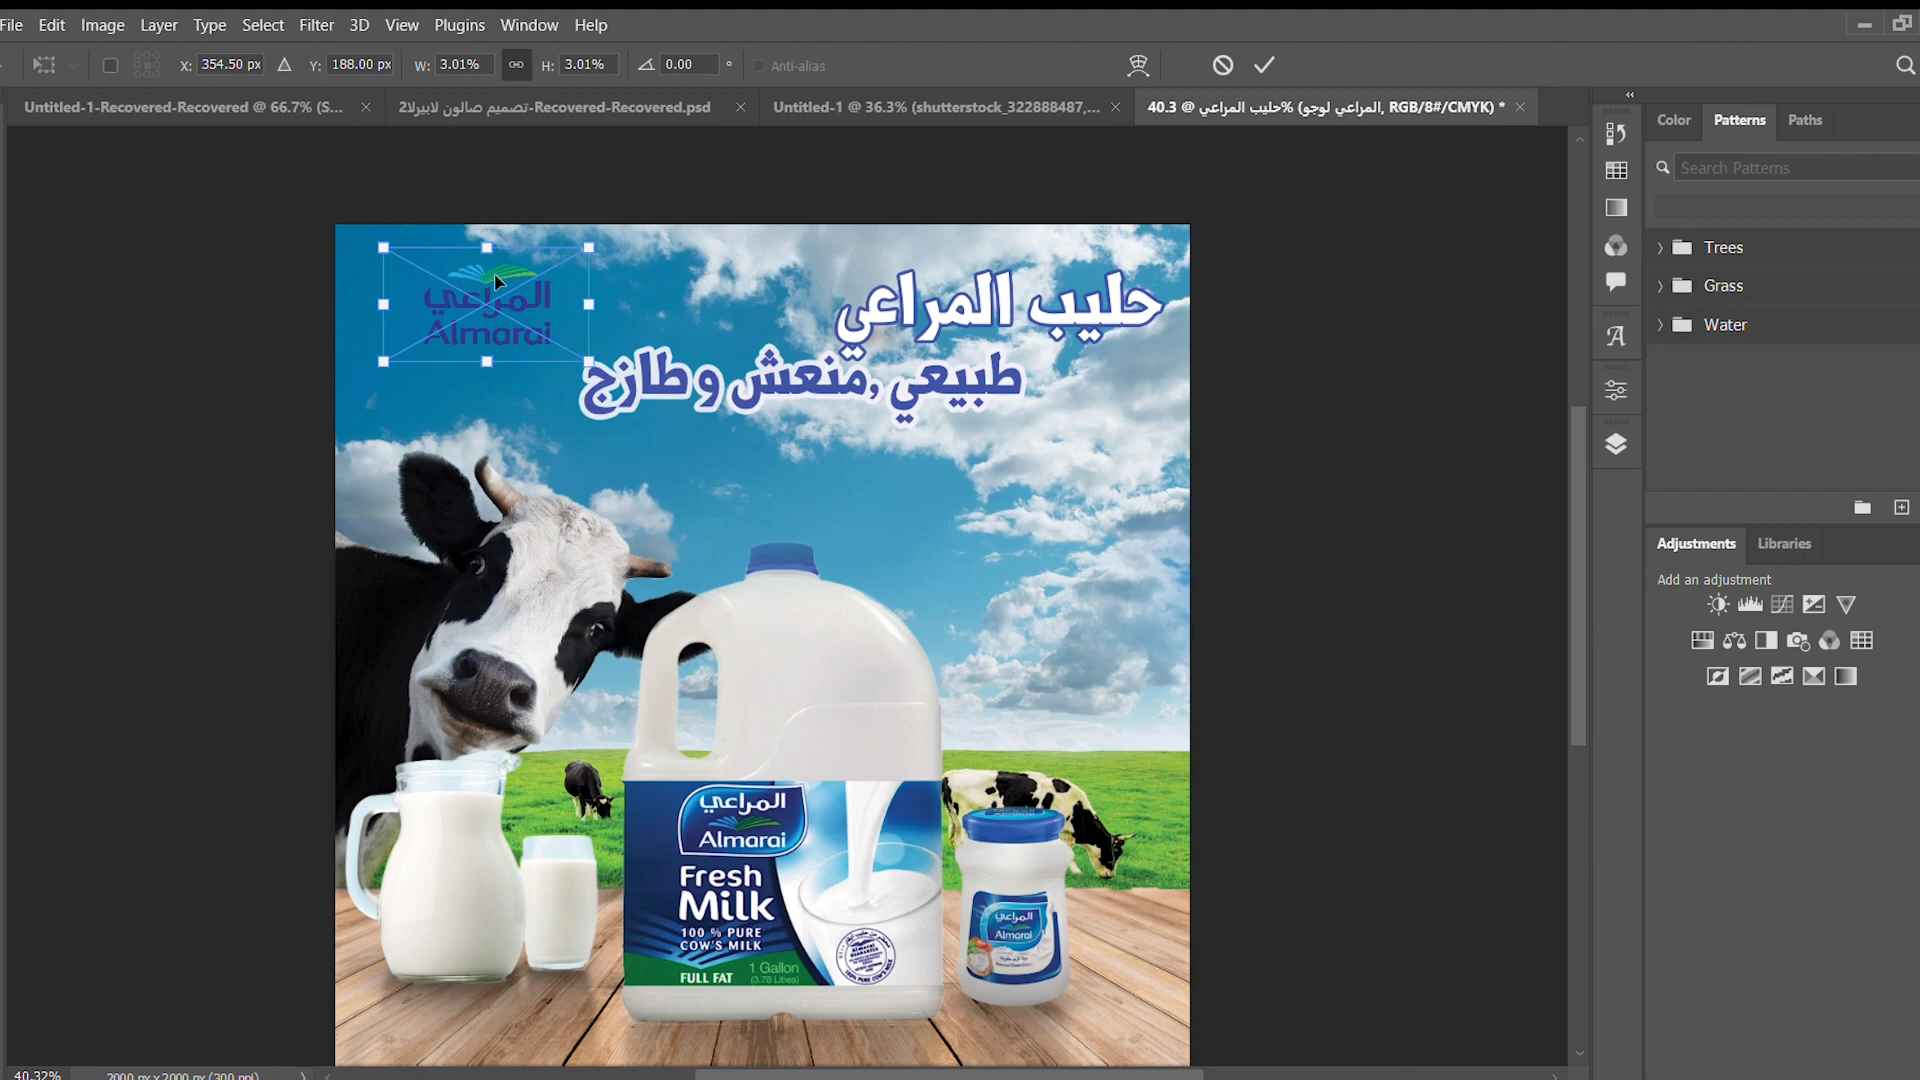 File Edit Image Layer Type Select Filter 3D View Plugins Window Help
X: 354.50 px Y: 188.00 px W: 3.01% H: 3.01% 0.00 ° Anti-alias
Untitled-1-Recovered-Recovered @ 66.7% (S...
تصميم صالون لابيرلا2-Recovered-Recovered.psd
Untitled-1 @ 36.3% (shutterstock_322888487,...
حليب المراعي @ 40.3% (المراعي لوجو, RGB/8#/CMYK) *
Color Patterns Paths
Search Patterns
Trees
Grass
Water
Adjustments Libraries
Add an adjustment
المراعي
Almarai
حليب المراعي
طبيعي ,منعش وطازج
المراعي
Almarai
Fresh
Milk
100 % PURE
COW'S MILK
FULL FAT
1 Gallon
(3.78 Litres)
المراعي
Almarai
40.32% 2000 px x 2000 px (300 ppi)